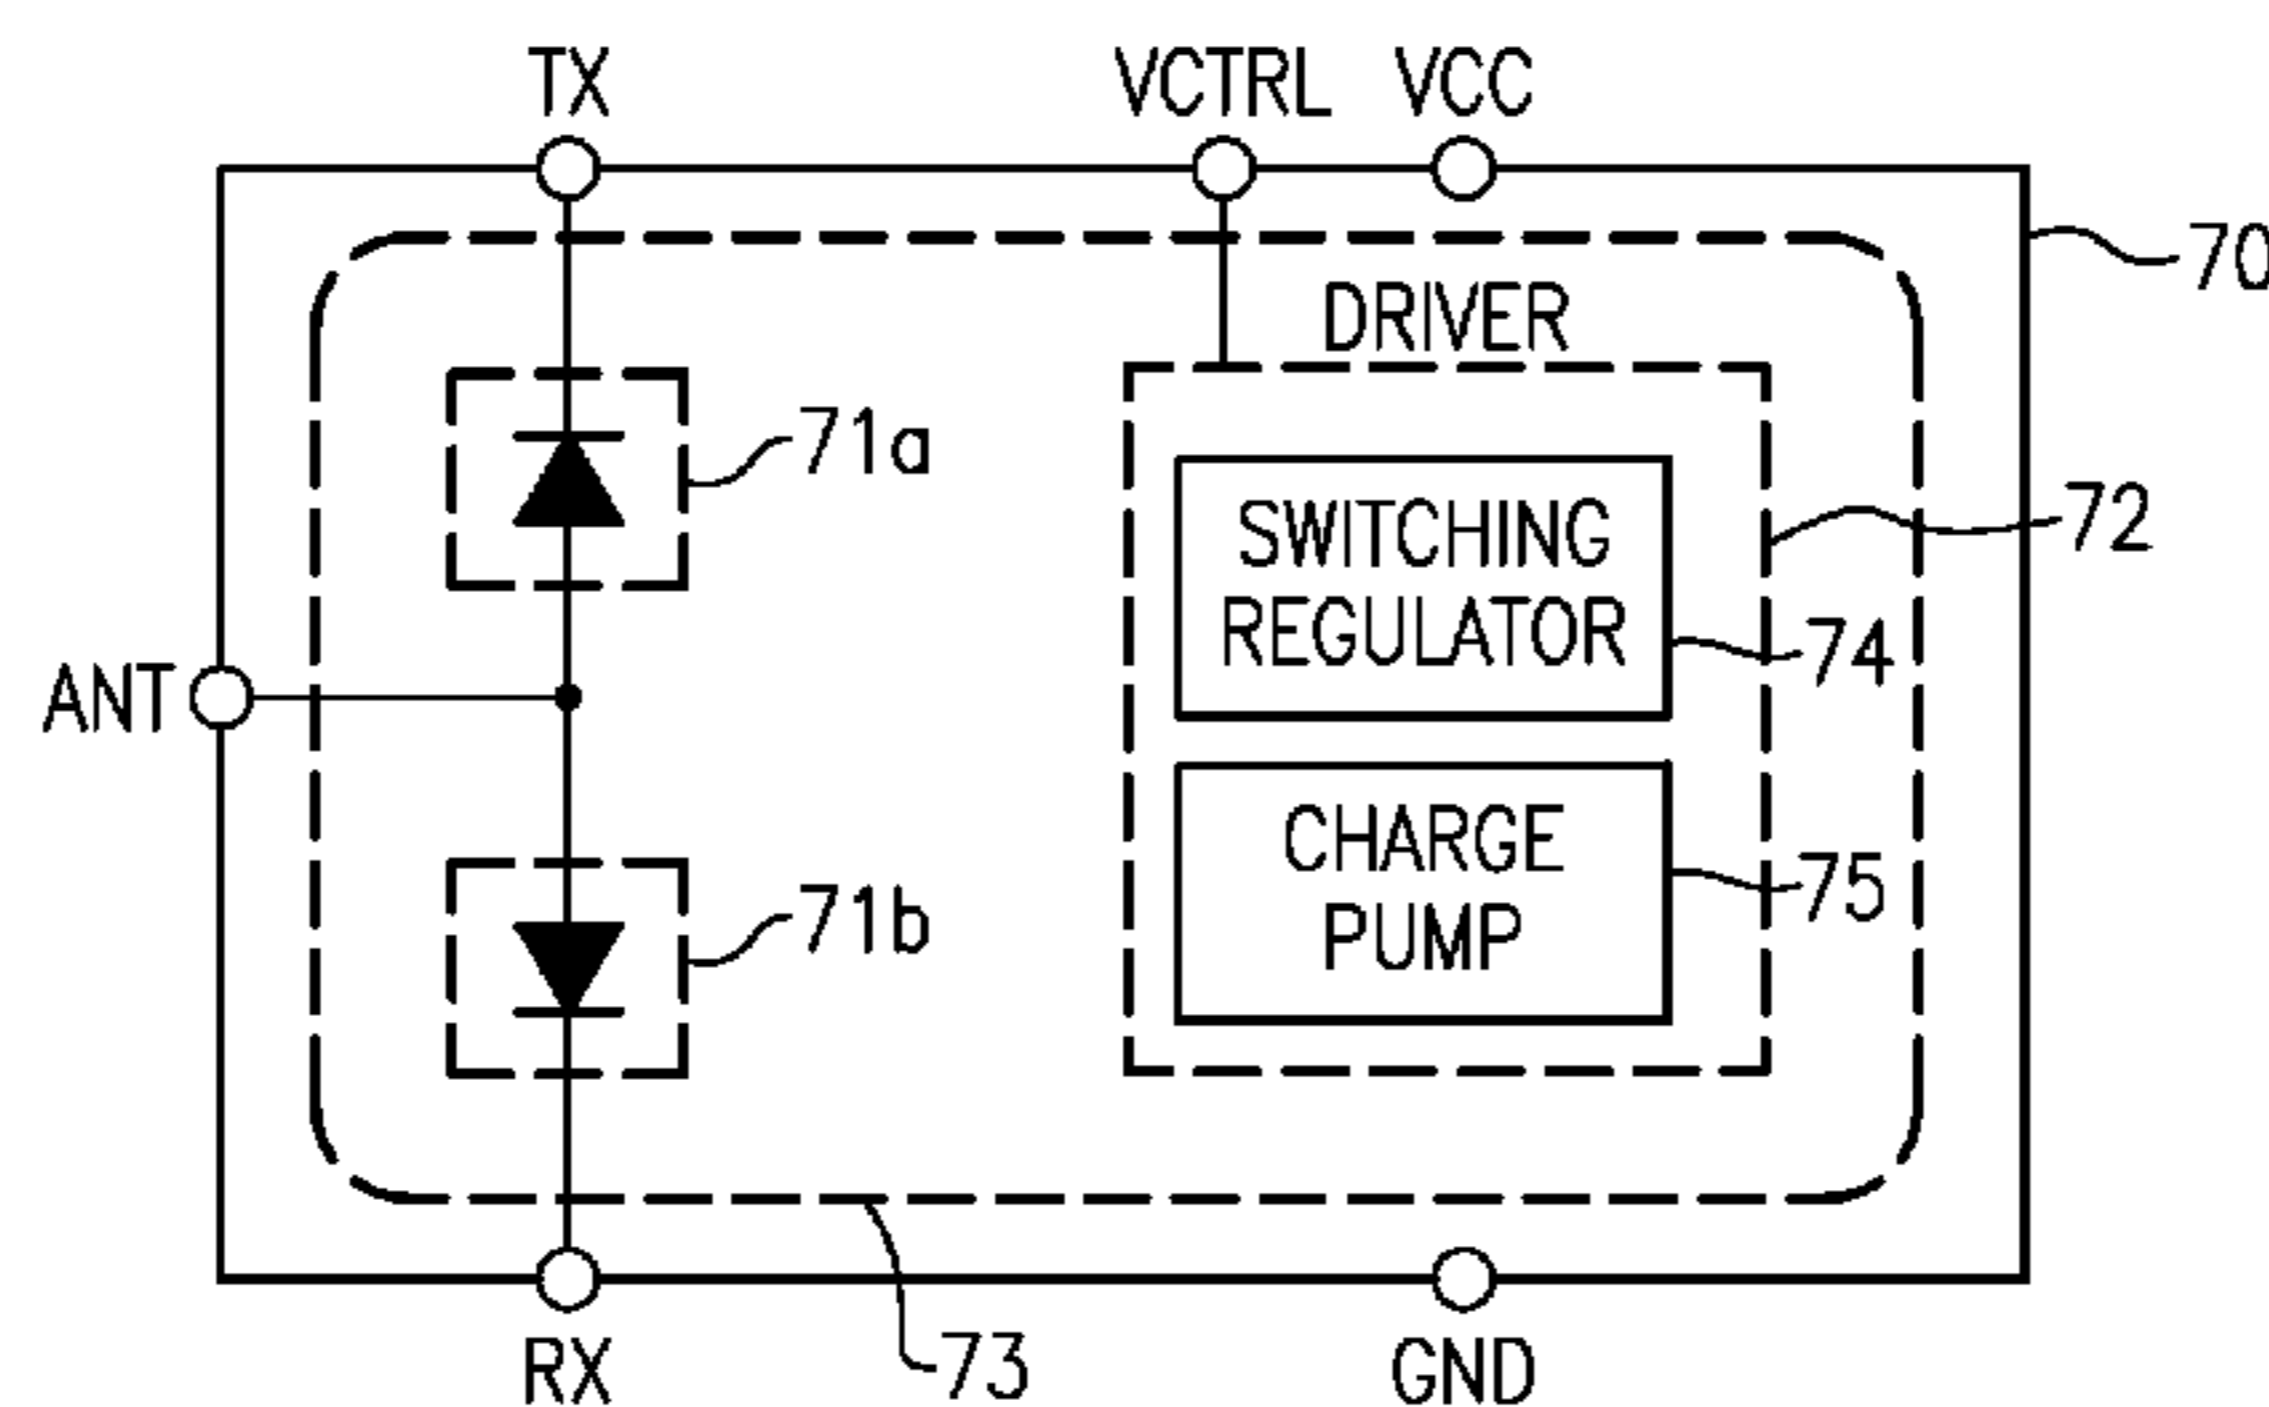 TX
VCTRL
VCC
70
DRIVER
71a
SWITCHING
REGULATOR
72
74
ANT
CHARGE
PUMP
75
71b
RX
73
GND